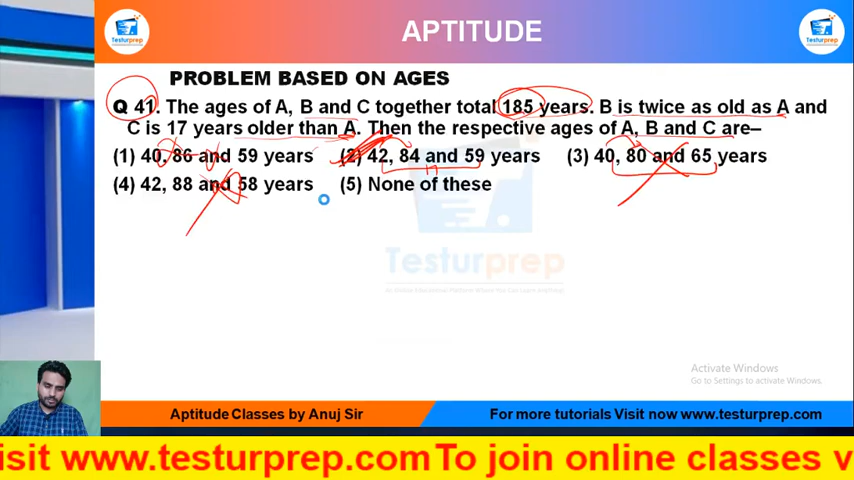 APTITUDE
Testurprep
Testurprep
PROBLEM BASED ON AGES
Q 41. The ages of A, B and C together total 185 years. B is twice as old as A and
C is 17 years older than A. Then the respective ages of A, B and C are–
(1) 40, 86 and 59 years (2) 42, 84 and 59 years (3) 40, 80 and 65 years
(4) 42, 88 and 58 years (5) None of these
17
Testurprep
Activate Windows
Go to Settings to activate Windows.
Aptitude Classes by Anuj Sir For more tutorials Visit now www.testurprep.com
isit www.testurprep.com To join online classes v